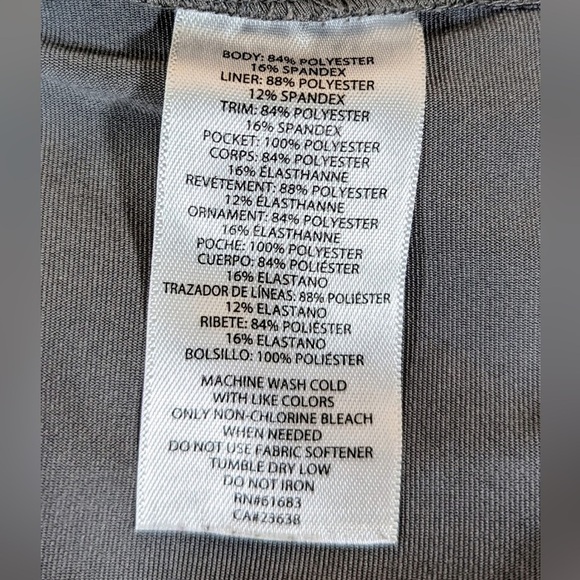 BODY: 84% POLYESTER
16% SPANDEX
LINER: 88% POLYESTER
12% SPANDEX
TRIM: 84% POLYESTER
16% SPANDEX
POCKET: 100% POLYESTER
CORPS: 84% POLYESTER
16% ÉLASTHANNE
REVÊTEMENT: 88% POLYESTER
12% ÉLASTHANNE
ORNAMENT: 84% POLYESTER
16% ÉLASTHANNE
POCHE: 100% POLYESTER
CUERPO: 84% POLIÉSTER
16% ELASTANO
TRAZADOR DE LÍNEAS: 88% POLIÉSTER
12% ELASTANO
RIBETE: 84% POLIÉSTER
16% ELASTANO
BOLSILLO: 100% POLIÉSTER
MACHINE WASH COLD
WITH LIKE COLORS
ONLY NON-CHLORINE BLEACH
WHEN NEEDED
DO NOT USE FABRIC SOFTENER
TUMBLE DRY LOW
DO NOT IRON
RN#61683
CA#23638